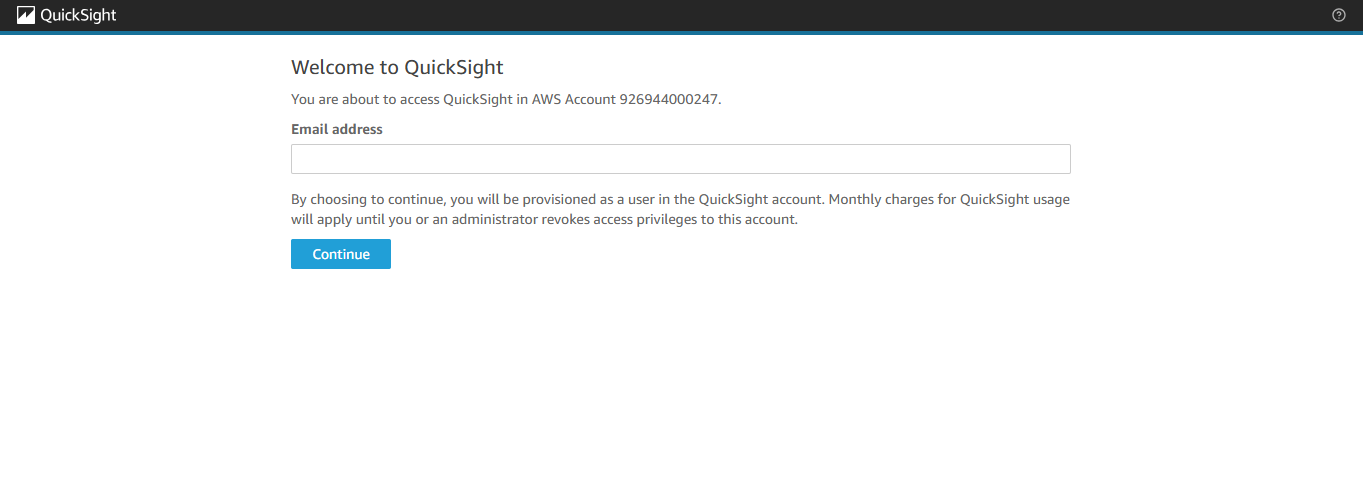 QuickSight
Welcome to QuickSight
You are about to access QuickSight in AWS Account 926944000247.
Email address
By choosing to continue, you will be provisioned as a user in the QuickSight account. Monthly charges for QuickSight usage
will apply until you or an administrator revokes access privileges to this account.
Continue